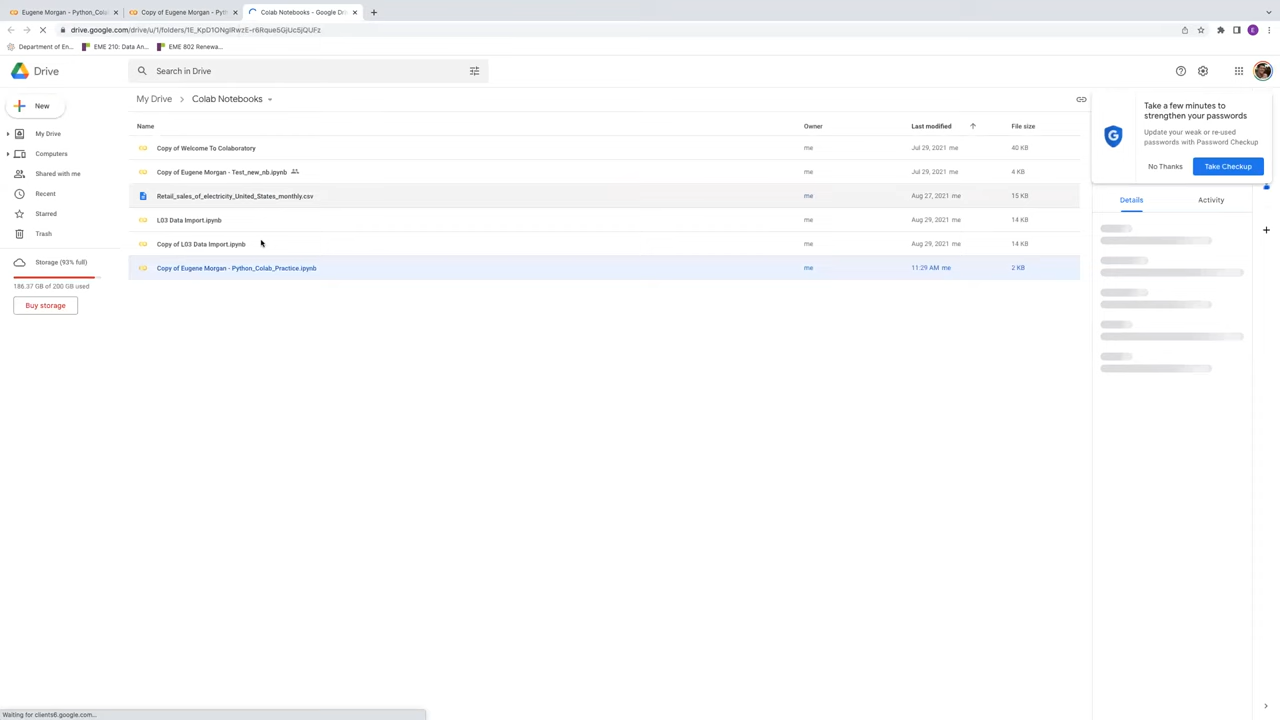 Eugene Morgan - Python_Cola
Copy of Eugene Morgan - Pyth
Colab Notebooks - Google Dri
drive.google.com/drive/u/1/folders/1E_KpD1ONglRwzE-r6Rque5GjUc5jQUFz
E
Department of En...
EME 210: Data An...
EME 802 Renewa...
Drive
Search in Drive
New
My Drive
Computers
Shared with me
Recent
Starred
Trash
Storage (93% full)
186.37 GB of 200 GB used
Buy storage
My Drive > Colab Notebooks
Name Owner Last modified File size
Copy of Welcome To Colaboratory me Jul 29, 2021 me 40 KB
Copy of Eugene Morgan - Test_new_nb.ipynb me Jul 29, 2021 me 4 KB
Retail_sales_of_electricity_United_States_monthly.csv me Aug 27, 2021 me 15 KB
L03 Data Import.ipynb me Aug 29, 2021 me 14 KB
Copy of L03 Data Import.ipynb me Aug 29, 2021 me 14 KB
Copy of Eugene Morgan - Python_Colab_Practice.ipynb me 11:29 AM me 2 KB
Take a few minutes to
strengthen your passwords
Update your weak or re-used
passwords with Password Checkup
No Thanks Take Checkup
Details Activity
Waiting for clients6.google.com...